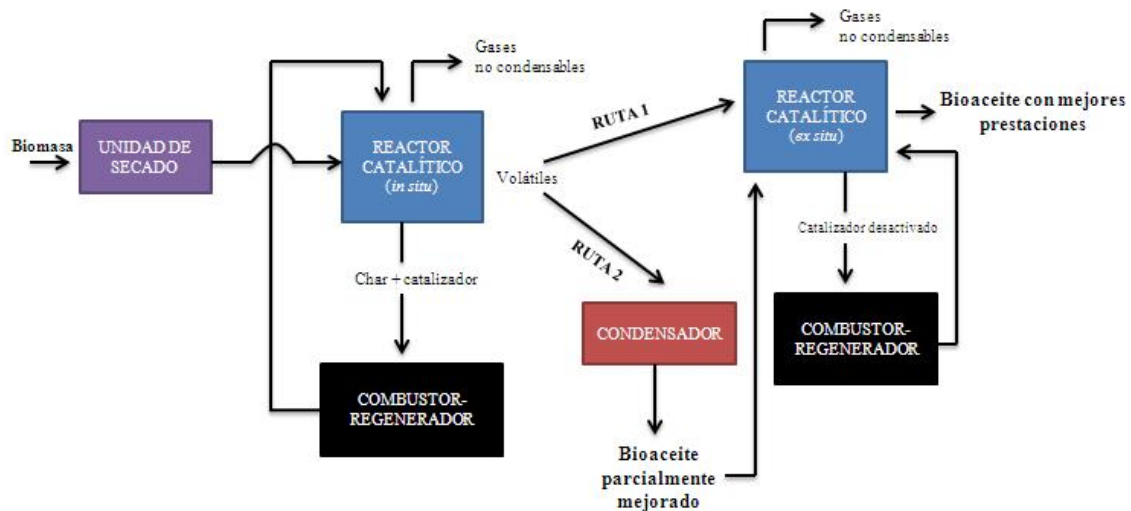 Biomasa
UNIDAD DE
SECADO
Gases
no condensables
REACTOR
CATALÍTICO
(in situ)
Char + catalizador
COMBUSTOR-
REGENERADOR
Volátiles
RUTA 1
RUTA 2
CONDENSADOR
Bioaceite
parcialmente
mejorado
Gases
no condensables
REACTOR
CATALÍTICO
(ex situ)
Bioaceite con mejores
prestaciones
Catalizador desactivado
COMBUSTOR-
REGENERADOR